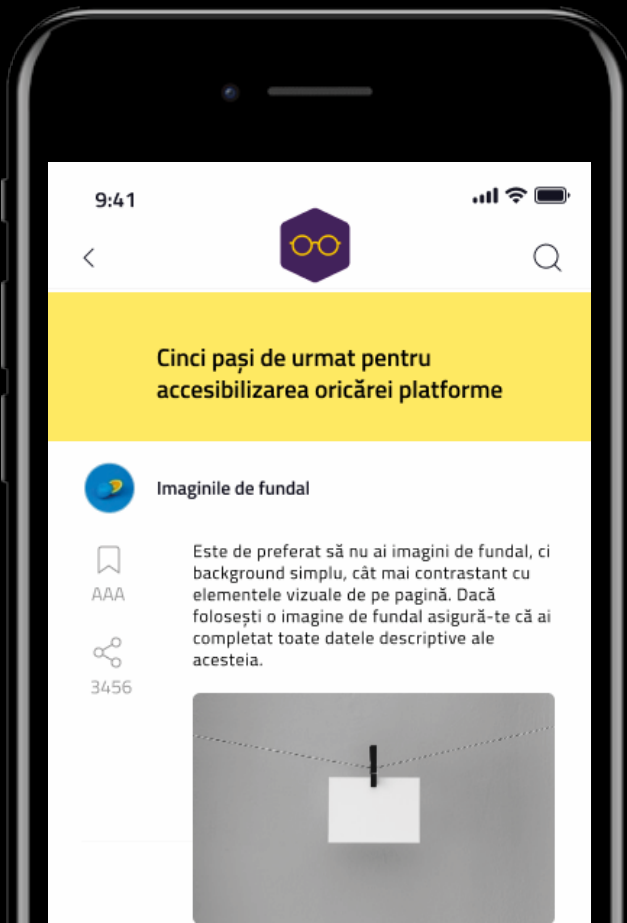 9:41
Cinci pași de urmat pentru
accesibilizarea oricărei platforme
Imaginile de fundal
AAA
3456
Este de preferat să nu ai imagini de fundal, ci
background simplu, cât mai contrastant cu
elementele vizuale de pe pagină. Dacă
folosești o imagine de fundal asigură-te că ai
completat toate datele descriptive ale
acesteia.